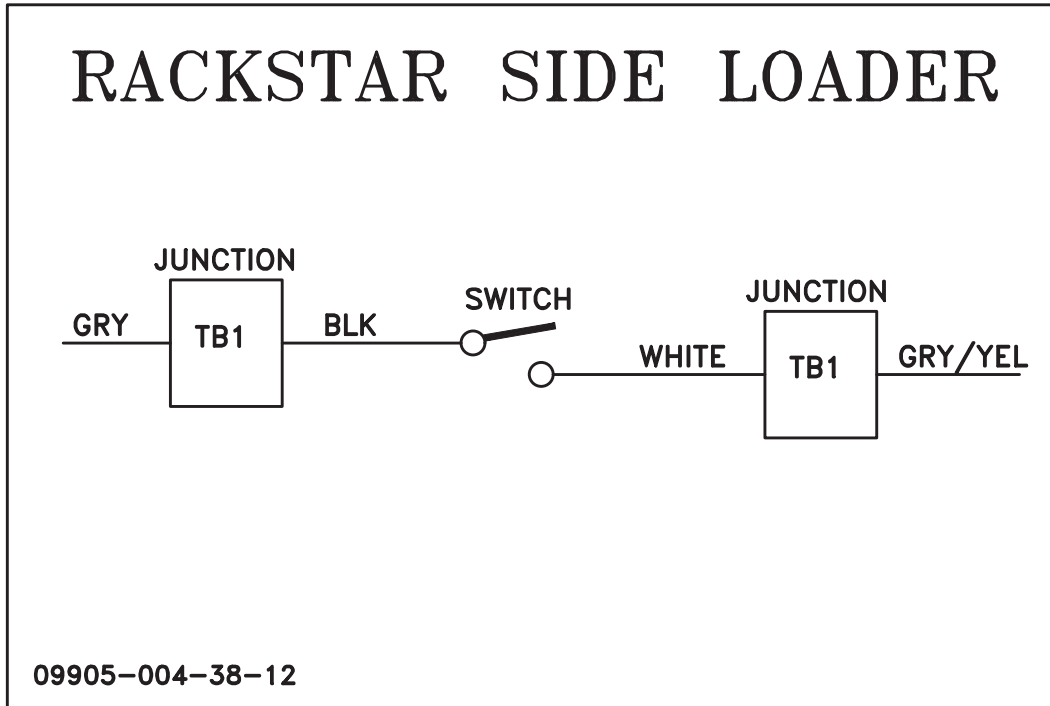 RACKSTAR SIDE LOADER
JUNCTION
GRY
TB1
BLK
SWITCH
WHITE
JUNCTION
TB1
GRY/YEL
09905-004-38-12